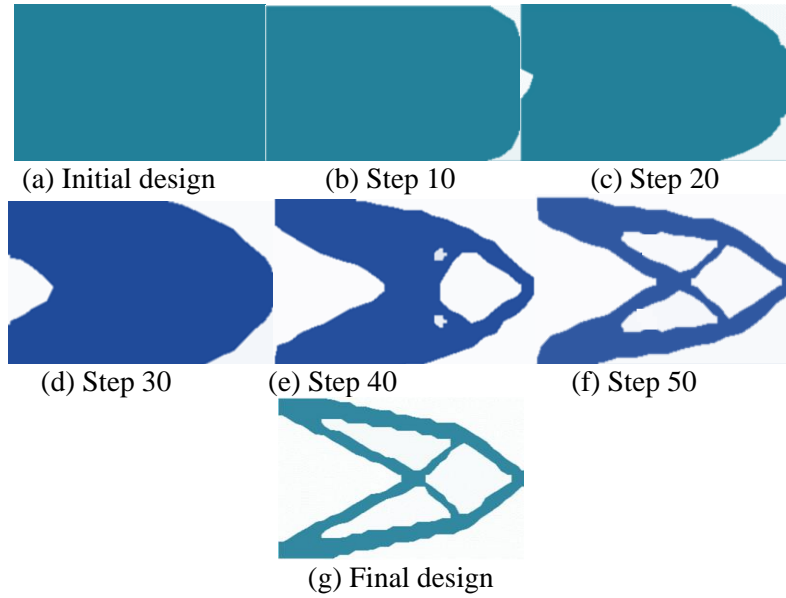 (a) Initial design (b) Step 10 (c) Step 20
(d) Step 30 (e) Step 40 (f) Step 50
(g) Final design